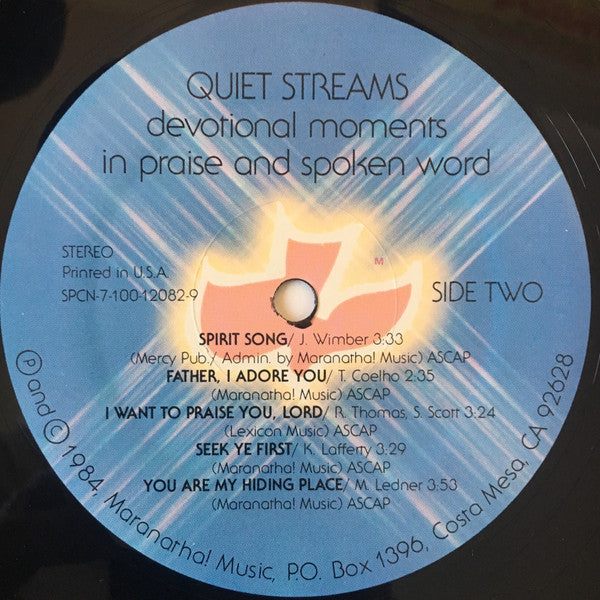 QUIET STREAMS
devotional moments
in praise and spoken word
STEREO
Printed in U.S.A.
SPCN-7-100-12082-9
M
SIDE TWO
SPIRIT SONG/ J. Wimber 3:33
(Mercy Pub./ Admin. by Maranatha! Music) ASCAP
FATHER, I ADORE YOU/ T. Coelho 2:35
(Maranatha! Music) ASCAP
I WANT TO PRAISE YOU, LORD/ R. Thomas, S. Scott 3:24
(Lexicon Music) ASCAP
SEEK YE FIRST/ K. Lafferty 3:29
(Maranatha! Music) ASCAP
YOU ARE MY HIDING PLACE/ M. Ledner 3:53
(Maranatha! Music) ASCAP
Ⓟ and © 1984, Maranatha! Music, P.O. Box 1396, Costa Mesa, CA 92628